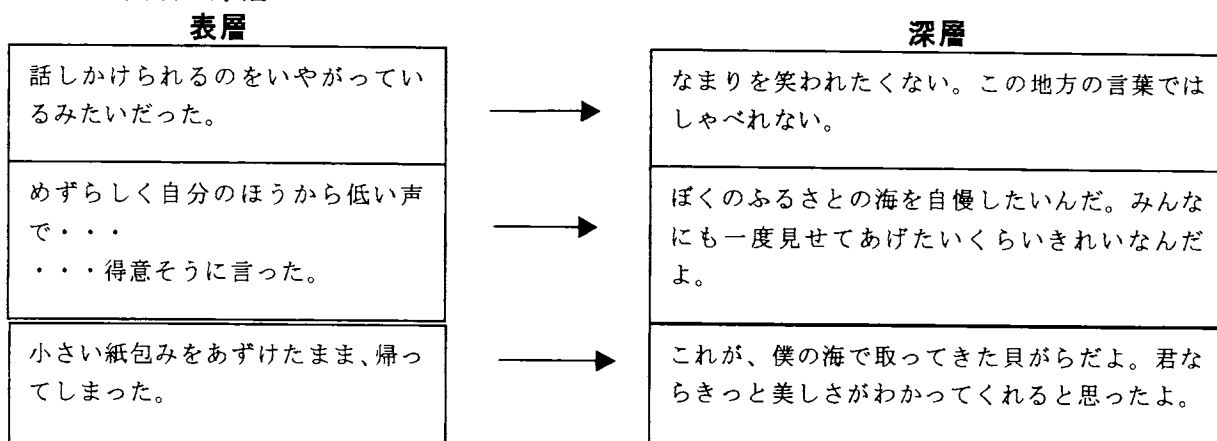 表層
深層
話しかけられるのをいやがってい
るみたいだった。
なまりを笑われたくない。この地方の言葉では
しゃべれない。
めずらしく自分のほうから低い声
で・・・
・・・得意そうに言った。
ぼくのふるさとの海を自慢したいんだ。みんな
にも一度見せてあげたいくらいきれいなんだ
よ。
小さい紙包みをあずけたまま、帰っ
てしまった。
これが、僕の海で取ってきた貝がらだよ。君な
らきっと美しさがわかってくれると思ったよ。